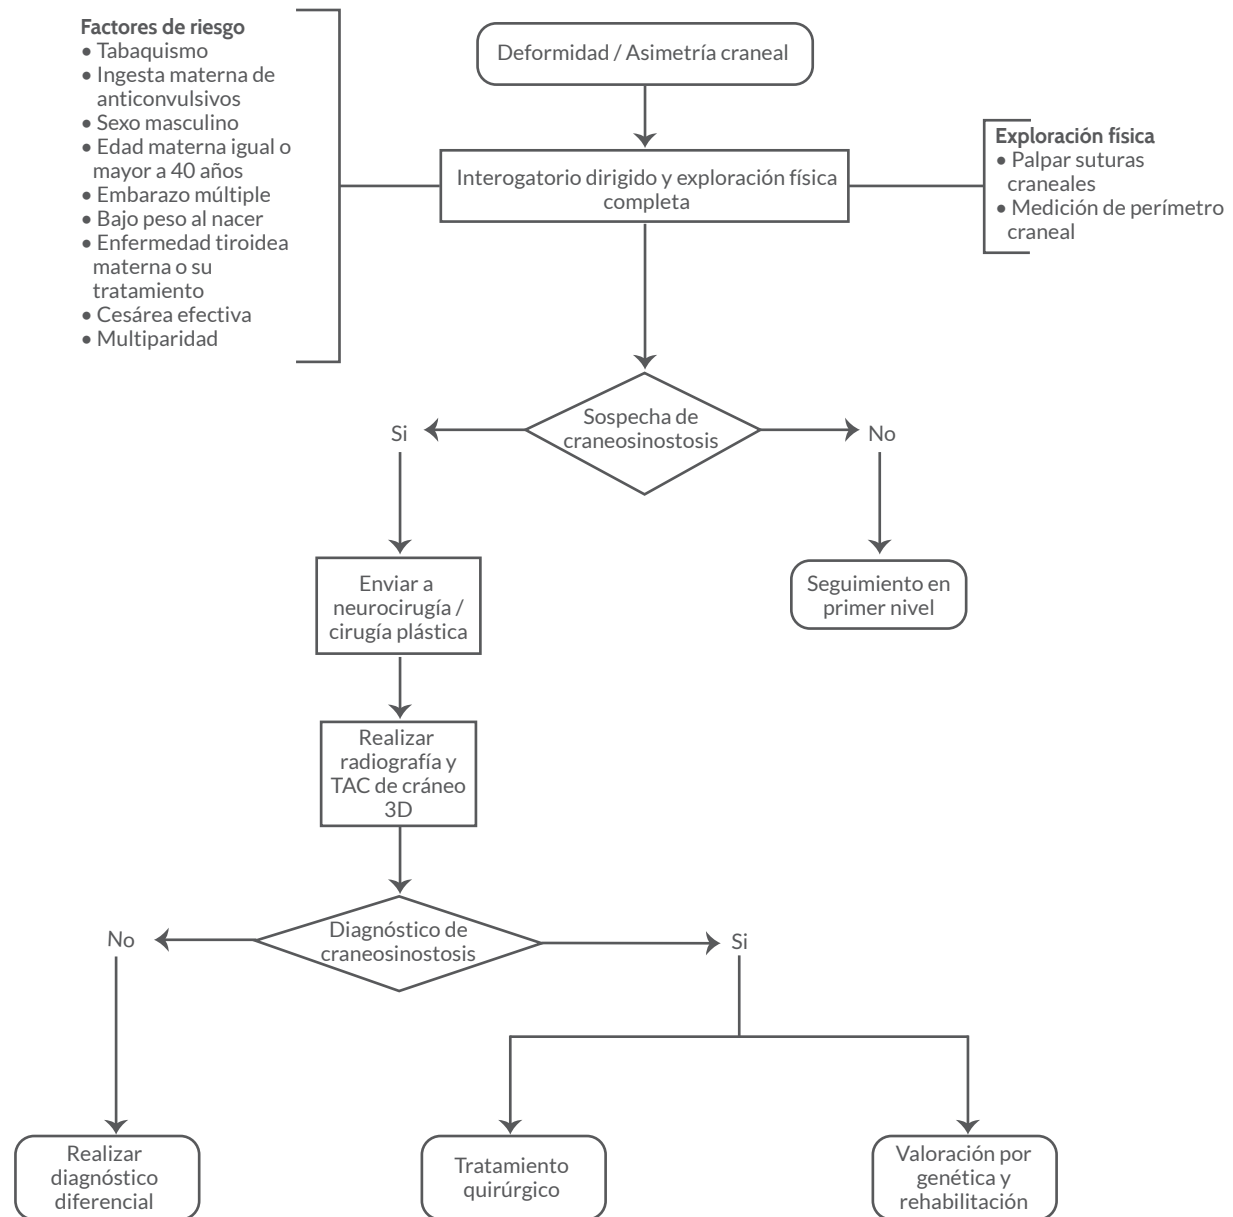 Factores de riesgo
• Tabaquismo
• Ingesta materna de
anticonvulsivos
• Sexo masculino
• Edad materna igual o
mayor a 40 años
• Embarazo múltiple
• Bajo peso al nacer
• Enfermedad tiroidea
materna o su
tratamiento
• Cesárea efectiva
• Multiparidad
Deformidad / Asimetría craneal
Interogatorio dirigido y exploración física
completa
Exploración física
• Palpar suturas
craneales
• Medición de perímetro
craneal
Sospecha de
craneosinostosis
Si
No
Enviar a
neurocirugía /
cirugía plástica
Seguimiento en
primer nivel
Realizar
radiografía y
TAC de cráneo
3D
Diagnóstico de
craneosinostosis
No
Si
Realizar
diagnóstico
diferencial
Tratamiento
quirúrgico
Valoración por
genética y
rehabilitación